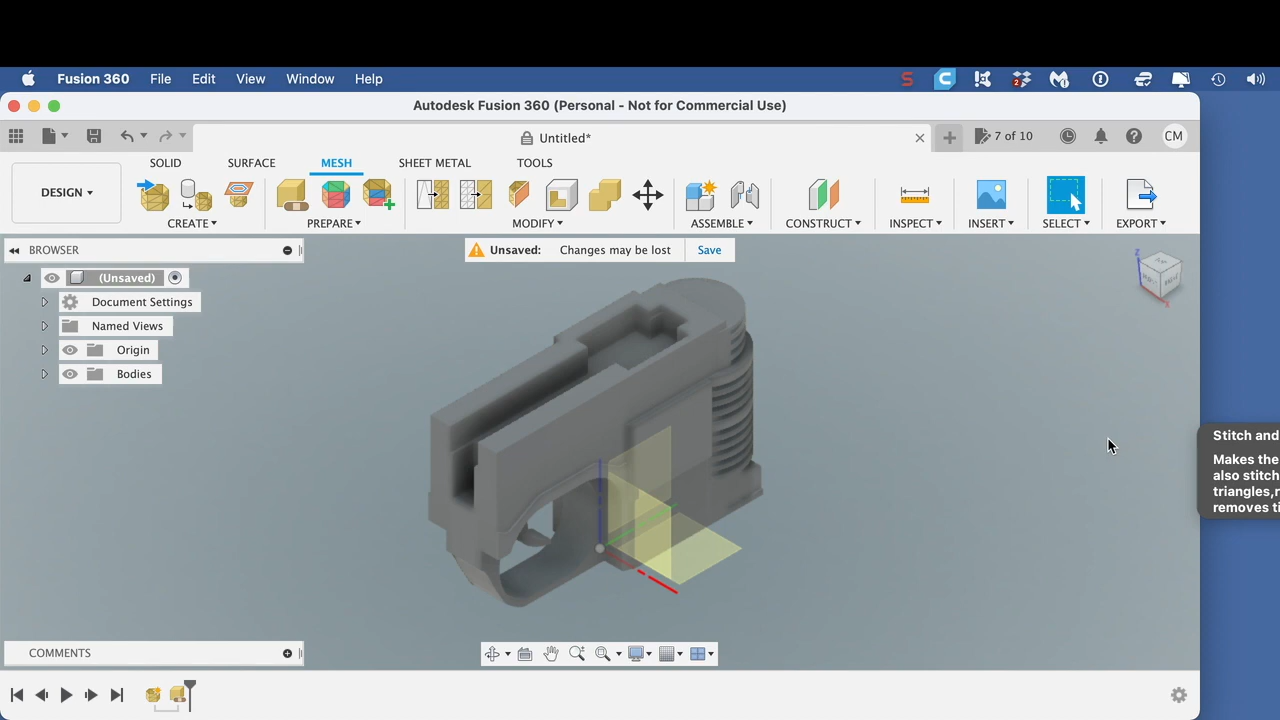 Fusion 360 File Edit View Window Help
Autodesk Fusion 360 (Personal - Not for Commercial Use)
Untitled*
7 of 10
CM
SOLID SURFACE MESH SHEET METAL TOOLS
DESIGN
CREATE PREPARE MODIFY ASSEMBLE CONSTRUCT INSPECT INSERT SELECT EXPORT
BROWSER
Unsaved: Changes may be lost Save
(Unsaved)
Document Settings
Named Views
Origin
Bodies
Z
X
Stitch and
Makes the
also stitch
triangles,r
removes ti
COMMENTS